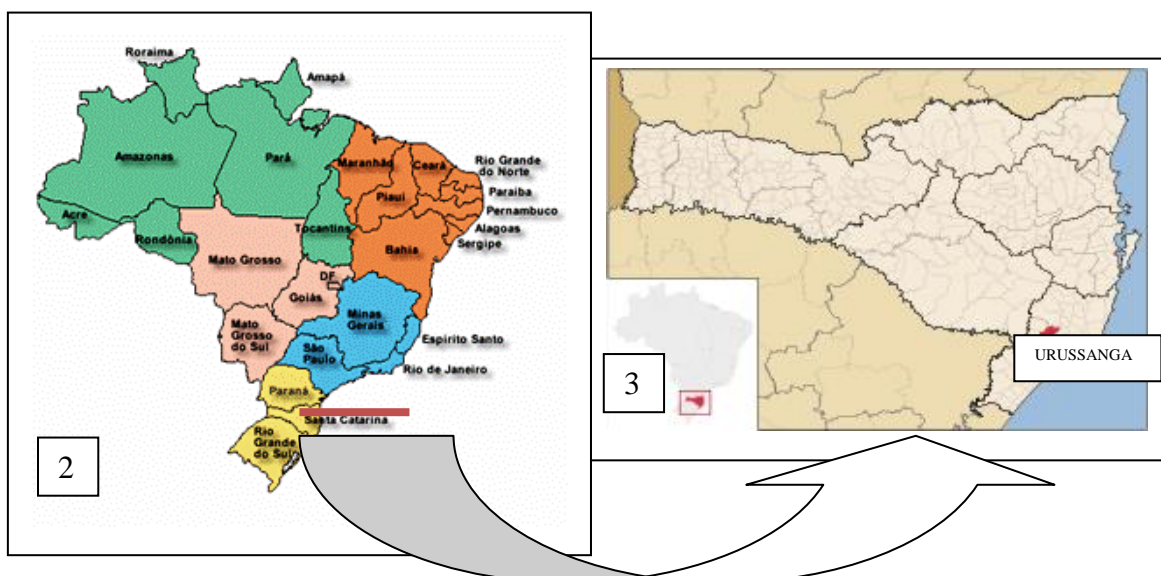 Roraima
Amapá
Amazonas
Pará
Maranhão
Ceará
Rio Grande
do Norte
Paraiba
Piauí
Pernambuco
Acre
Alagoas
Rondônia
Tocantins
Sergipe
Bahia
Mato Grosso
DF
Goiás
Minas
Gerais
Mato
Grosso
do Sul
Espirito Santo
São
Paulo
Rio de Janeiro
Paraná
Santa Catarina
Rio
Grande
do Sul
2
URUSSANGA
3